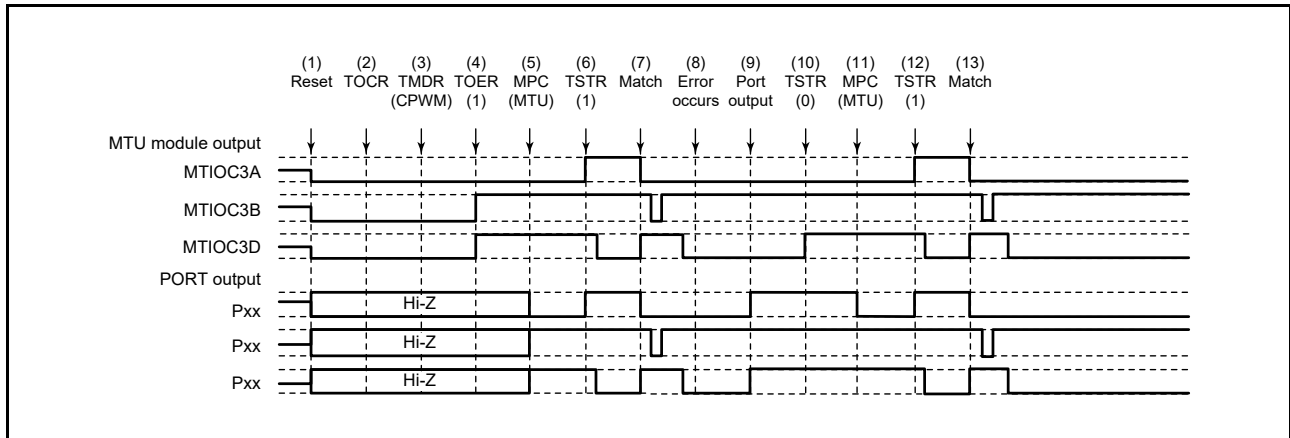 (1) (2) (3) (4) (5) (6) (7) (8) (9) (10) (11) (12) (13)
Reset TOCR TMDR TOER MPC TSTR Match Error Port TSTR MPC TSTR Match
(CPWM) (1) (MTU) (1) occurs output (0) (MTU) (1)
MTU module output
MTIOC3A
MTIOC3B
MTIOC3D
PORT output
Pxx Hi-Z
Pxx Hi-Z
Pxx Hi-Z